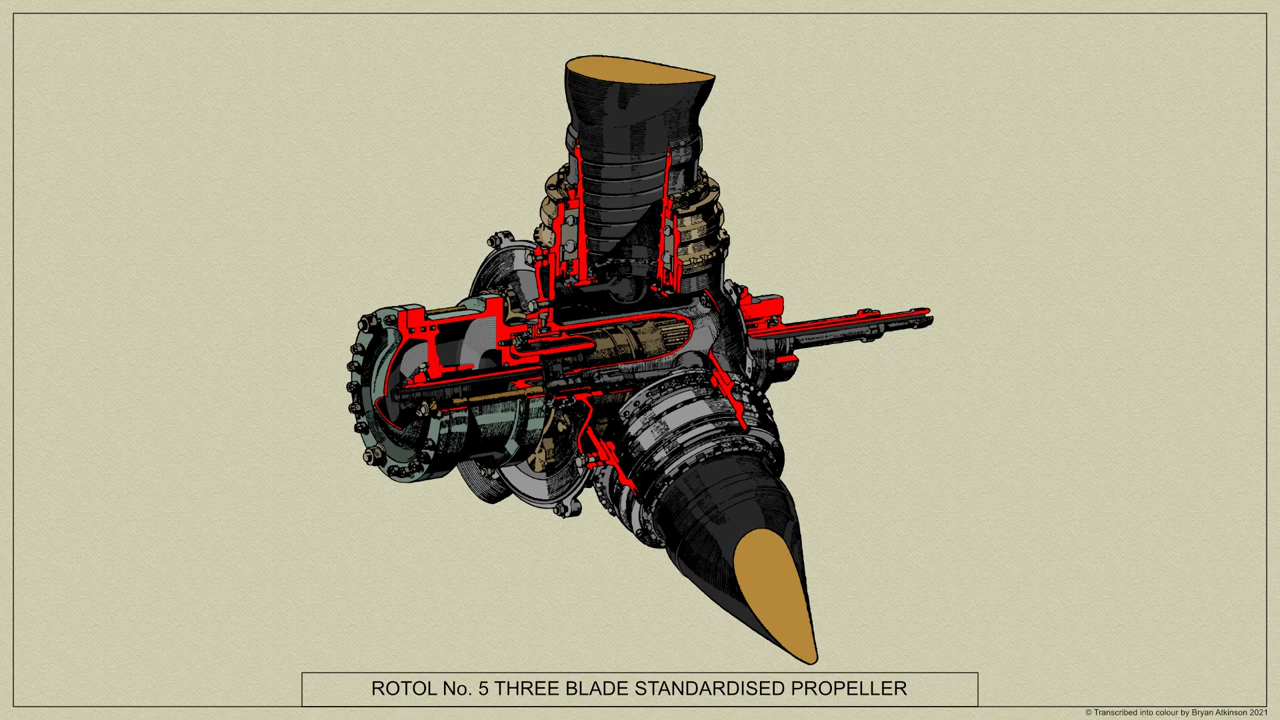 ROTOL No. 5 THREE BLADE STANDARDISED PROPELLER
© Transcribed into colour by Bryan Atkinson 2021